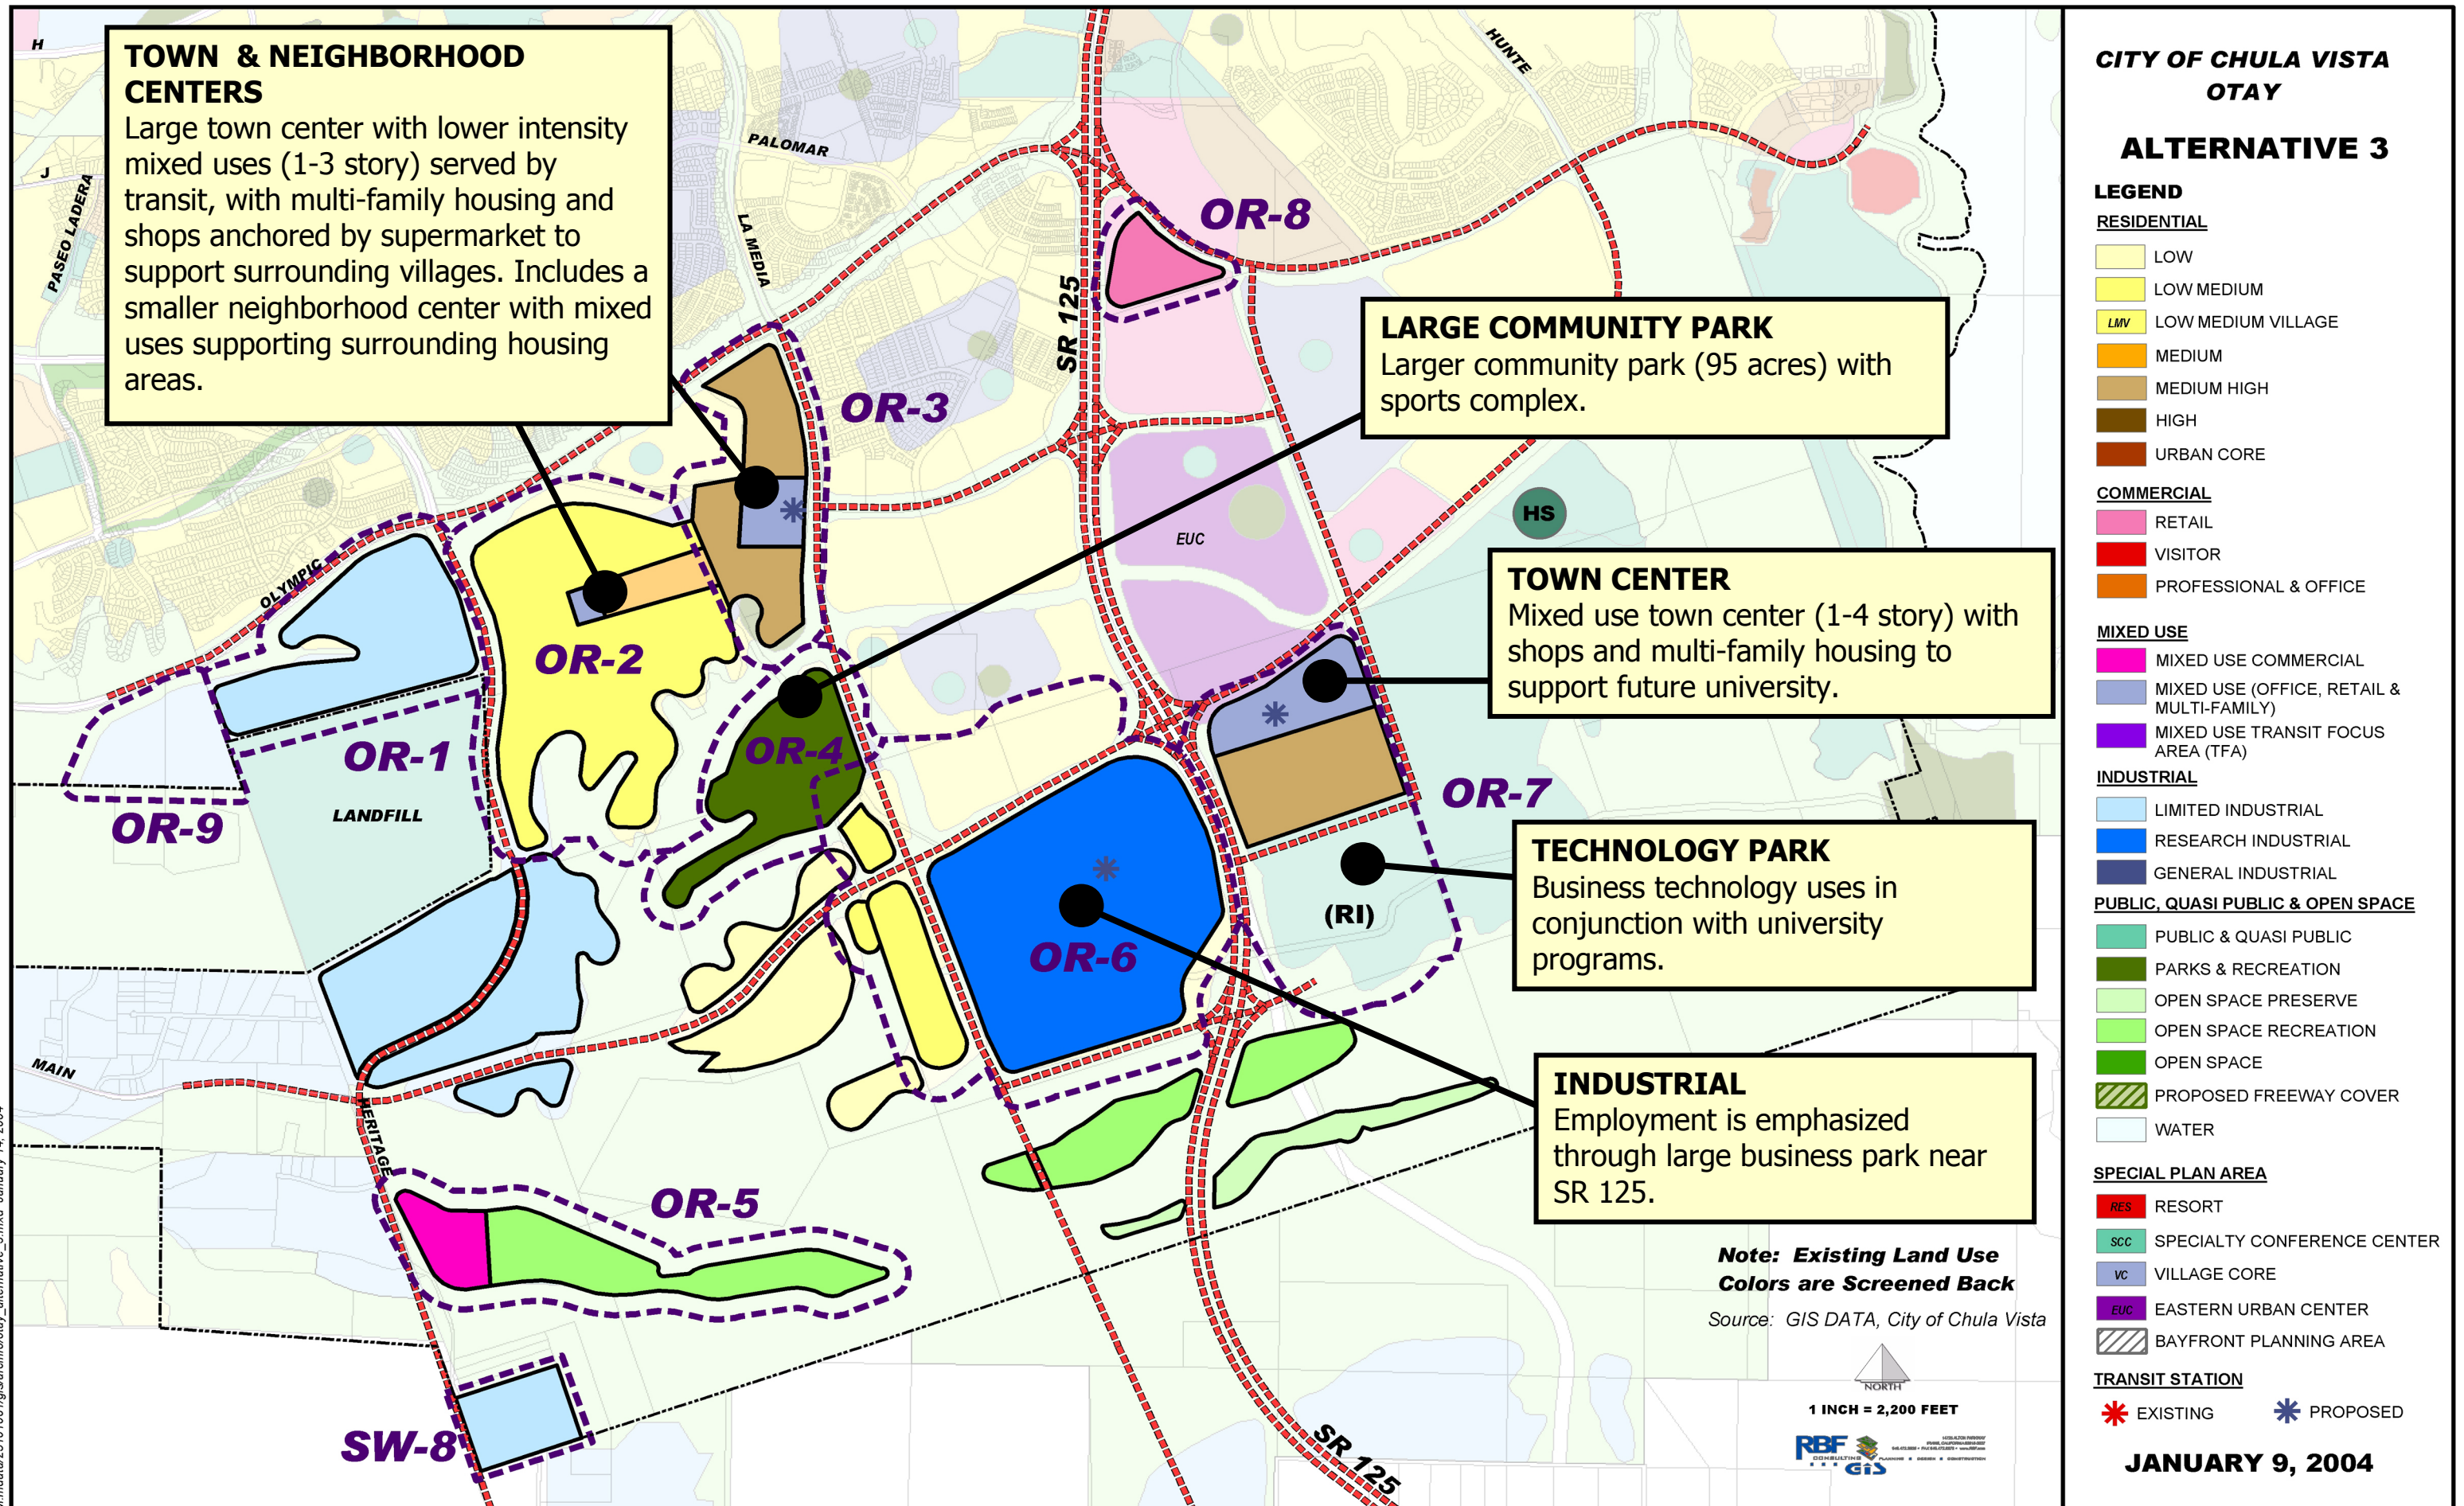 H
J
PASEO LADERA
TOWN & NEIGHBORHOOD
CENTERS
Large town center with lower intensity
mixed uses (1-3 story) served by
transit, with multi-family housing and
shops anchored by supermarket to
support surrounding villages. Includes a
smaller neighborhood center with mixed
uses supporting surrounding housing
areas.
PALOMAR
LA MEDIA
HUNTE
SR 125
OR-8
OR-3
LARGE COMMUNITY PARK
Larger community park (95 acres) with
sports complex.
HS
EUC
OLYMPIC
TOWN CENTER
Mixed use town center (1-4 story) with
shops and multi-family housing to
support future university.
OR-2
OR-1
OR-4
OR-7
OR-9
LANDFILL
TECHNOLOGY PARK
Business technology uses in
conjunction with university
programs.
(RI)
OR-6
MAIN
HERITAGE
INDUSTRIAL
Employment is emphasized
through large business park near
SR 125.
OR-5
SW-8
SR 125
Note: Existing Land Use
Colors are Screened Back
Source: GIS DATA, City of Chula Vista
NORTH
1 INCH = 2,200 FEET
RBF
CONSULTING
GIS
CITY OF CHULA VISTA
OTAY
ALTERNATIVE 3
LEGEND
RESIDENTIAL
LOW
LOW MEDIUM
LMV LOW MEDIUM VILLAGE
MEDIUM
MEDIUM HIGH
HIGH
URBAN CORE
COMMERCIAL
RETAIL
VISITOR
PROFESSIONAL & OFFICE
MIXED USE
MIXED USE COMMERCIAL
MIXED USE (OFFICE, RETAIL &
MULTI-FAMILY)
MIXED USE TRANSIT FOCUS
AREA (TFA)
INDUSTRIAL
LIMITED INDUSTRIAL
RESEARCH INDUSTRIAL
GENERAL INDUSTRIAL
PUBLIC, QUASI PUBLIC & OPEN SPACE
PUBLIC & QUASI PUBLIC
PARKS & RECREATION
OPEN SPACE PRESERVE
OPEN SPACE RECREATION
OPEN SPACE
PROPOSED FREEWAY COVER
WATER
SPECIAL PLAN AREA
RES RESORT
SCC SPECIALTY CONFERENCE CENTER
VC VILLAGE CORE
EUC EASTERN URBAN CENTER
BAYFRONT PLANNING AREA
TRANSIT STATION
EXISTING PROPOSED
JANUARY 9, 2004